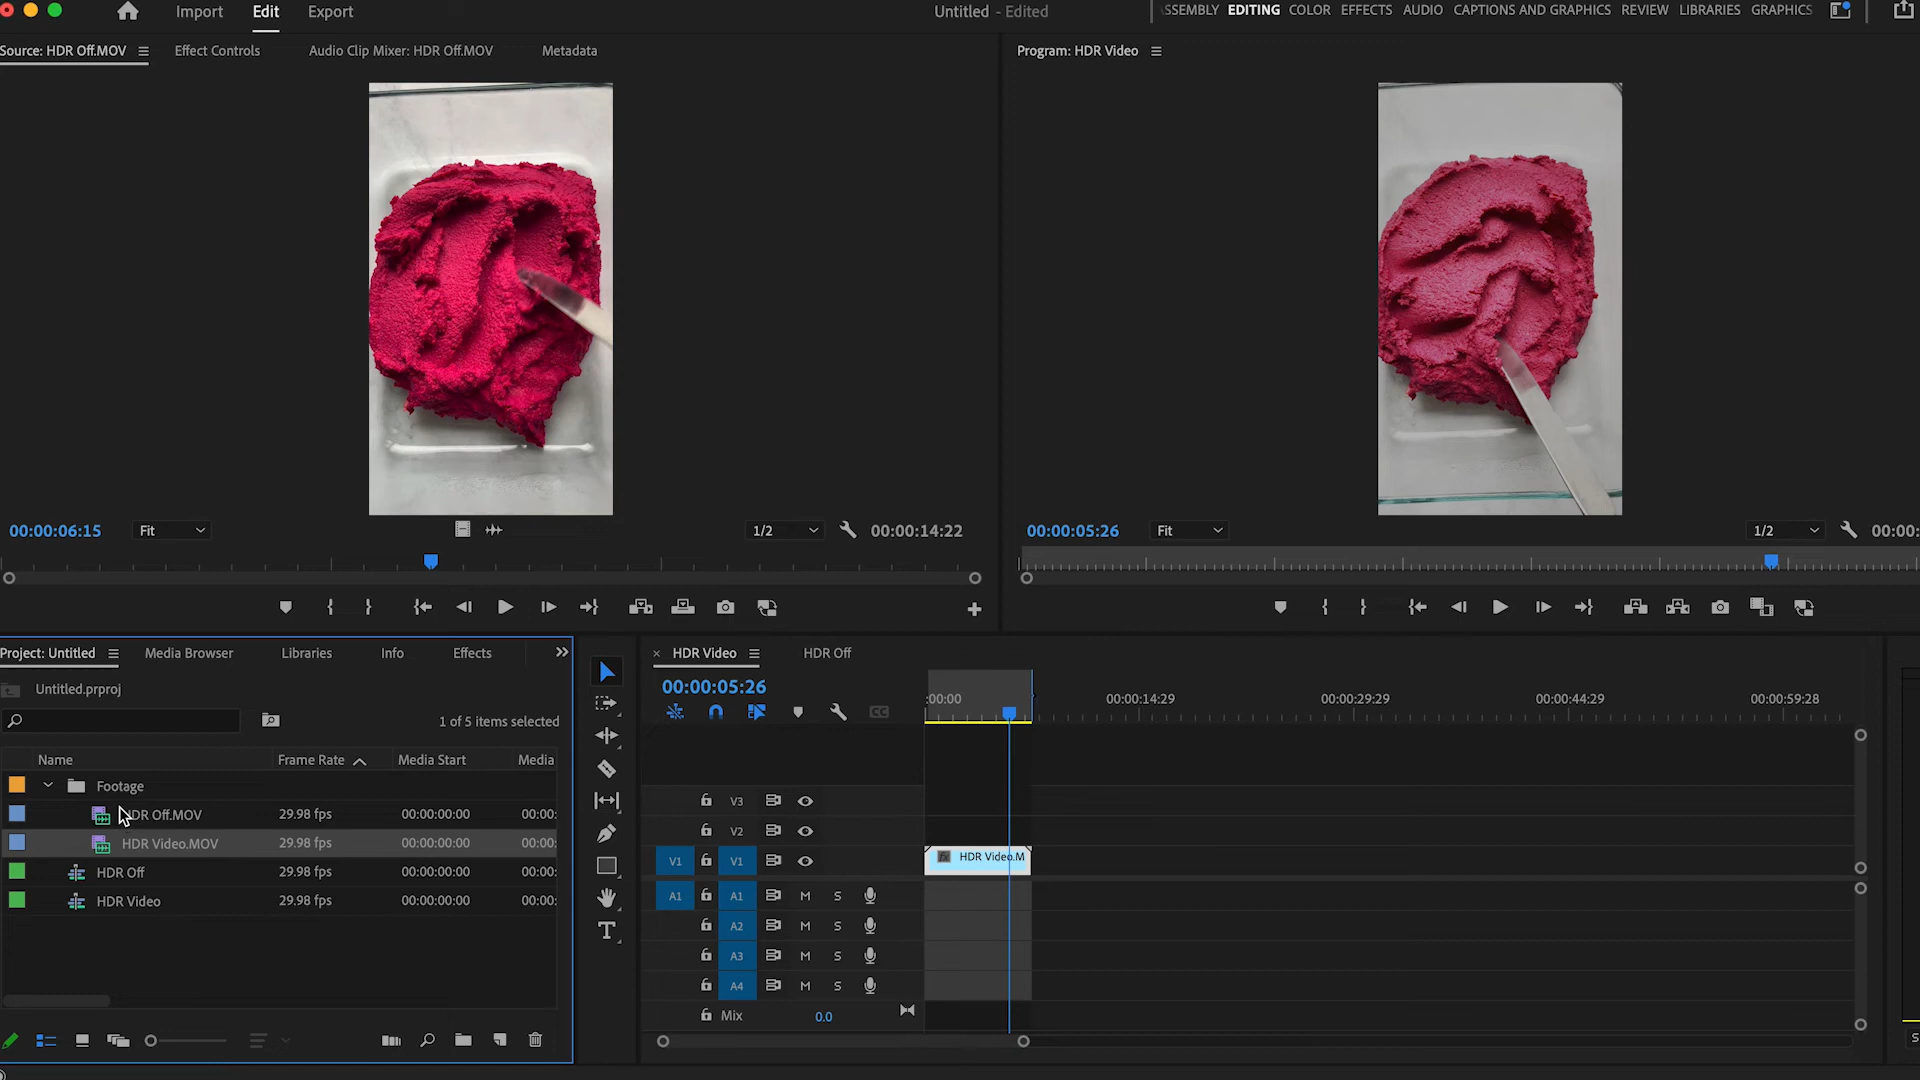 Import Edit Export Untitled - Edited SSEMBLY EDITING COLOR EFFECTS AUDIO CAPTIONS AND GRAPHICS REVIEW LIBRARIES GRAPHICS
Source: HDR Off.MOV Effect Controls Audio Clip Mixer: HDR Off.MOV Metadata Program: HDR Video
00:00:06:15 Fit 1/2 00:00:14:22 00:00:05:26 Fit 1/2 00:00:
Project: Untitled Media Browser Libraries Info Effects HDR Video HDR Off
Untitled.prproj 00:00:05:26
:00:00 00:00:14:29 00:00:29:29 00:00:44:29 00:00:59:28
1 of 5 items selected
Name Frame Rate Media Start Media
Footage
DR Off.MOV 29.98 fps 00:00:00:00 00:00:
HDR Video.MOV 29.98 fps 00:00:00:00 00:00:
HDR Off 29.98 fps 00:00:00:00 00:00:
HDR Video 29.98 fps 00:00:00:00 00:00:
V3
V2
V1 V1 fx HDR Video.M
A1 A1 M S
A2 M S
A3 M S
A4 M S
Mix 0.0
T
CC
S